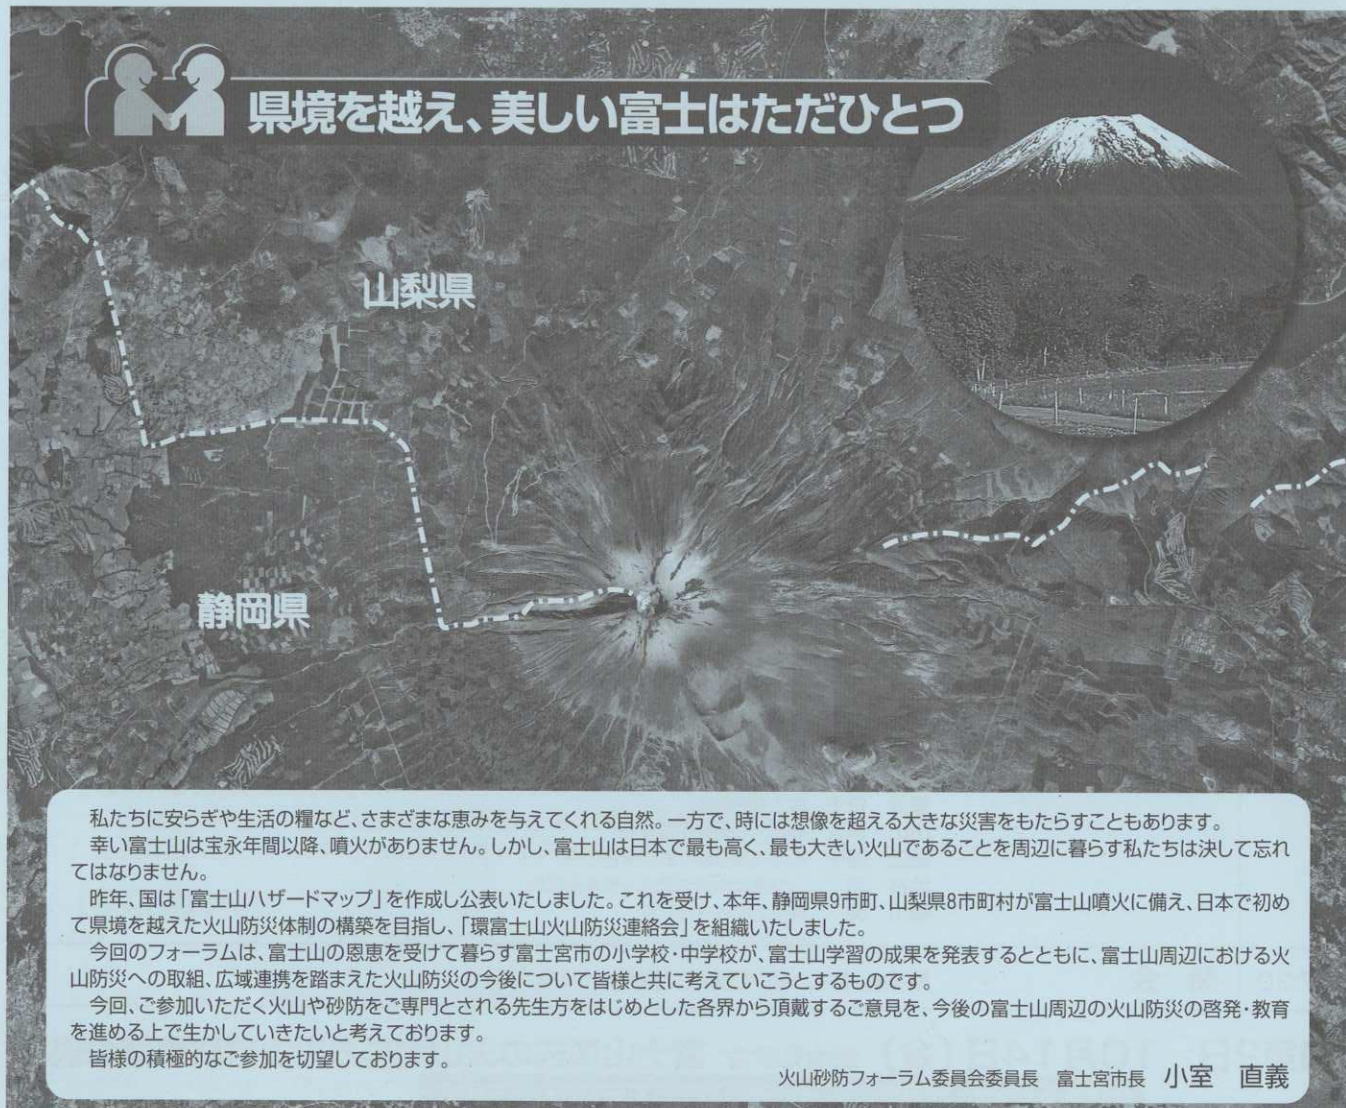 県境を越え、美しい富士はただひとつ
山梨県
静岡県
私たちに安らぎや生活の糧など、さまざまな恵みを与えてくれる自然。一方で、時には想像を超える大きな災害をもたらすこともあります。
幸い富士山は宝永年間以降、噴火がありません。しかし、富士山は日本で最も高く、最も大きい火山であることを周辺に暮らす私たちは決して忘れ
てはなりません。
昨年、国は「富士山ハザードマップ」を作成し公表いたしました。これを受け、本年、静岡県9市町、山梨県8市町村が富士山噴火に備え、日本で初め
て県境を越えた火山防災体制の構築を目指し、「環富士山火山防災連絡会」を組織いたしました。
今回のフォーラムは、富士山の恩恵を受けて暮らす富士宮市の小学校・中学校が、富士山学習の成果を発表するとともに、富士山周辺における火
山防災への取組、広域連携を踏まえた火山防災の今後について皆様と共に考えていこうとするものです。
今回、ご参加いただく火山や砂防をご専門とされる先生方をはじめとした各界から頂戴するご意見を、今後の富士山周辺の火山防災の啓発・教育
を進める上で生かしていきたいと考えております。
皆様の積極的なご参加を切望しております。
火山砂防フォーラム委員会委員長 富士宮市長 小室 直義